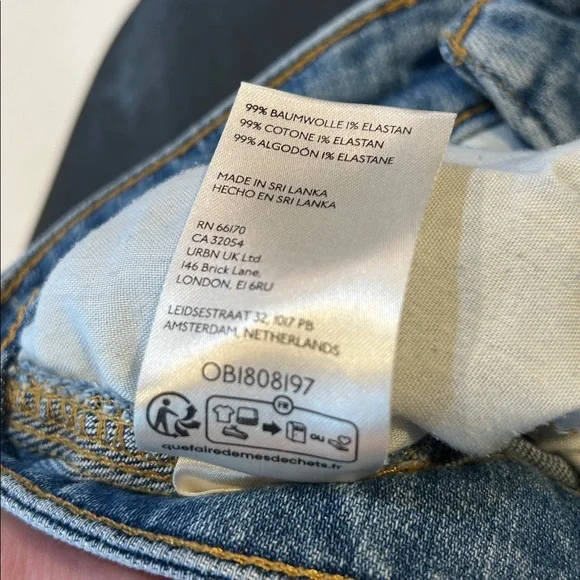 99% BAUMWOLLE 1% ELASTAN
99% COTONE 1% ELASTAN
99% ALGODÓN 1% ELASTANE
MADE IN SRI LANKA
HECHO EN SRI LANKA
RN 66170
CA 32054
URBN UK Ltd
146 Brick Lane,
LONDON, E1 6RU
LEIDSESTRAAT 32, 1017 PB
AMSTERDAM, NETHERLANDS
OB1808197
FR
OU
quefairedemesdechets.fr